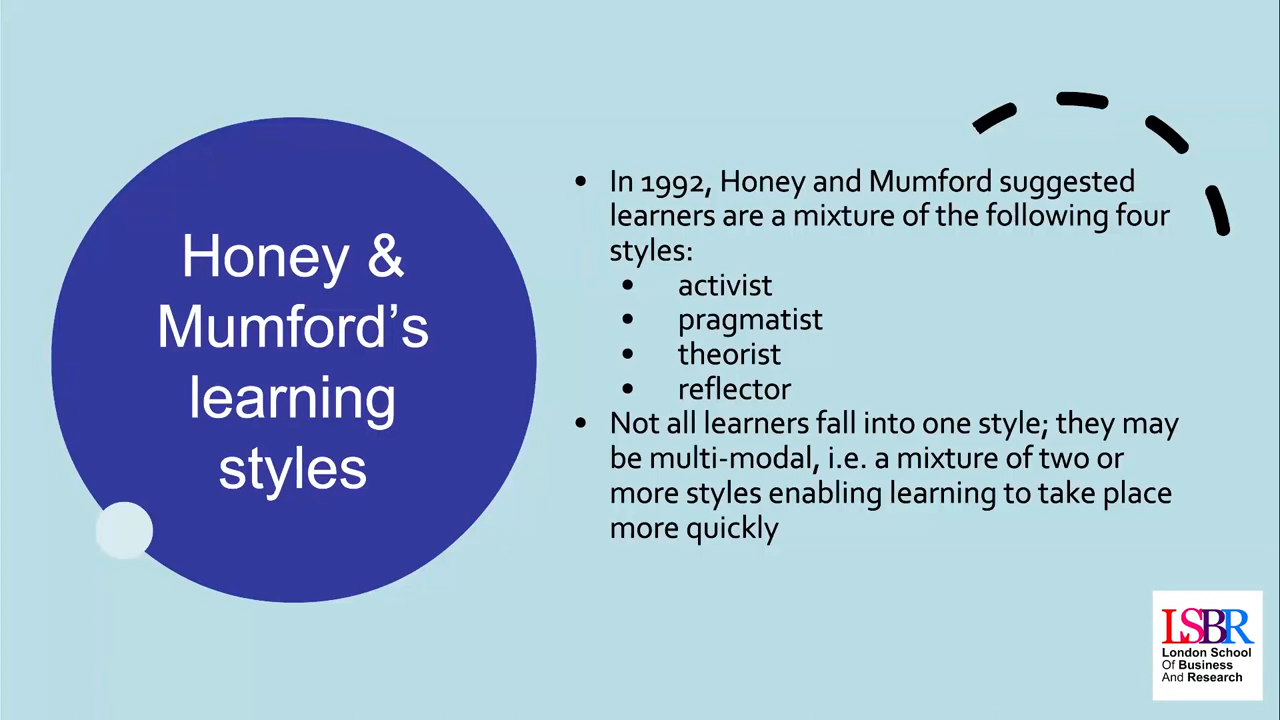 Honey &
Mumford’s
learning
styles
• In 1992, Honey and Mumford suggested
learners are a mixture of the following four
styles:
• activist
• pragmatist
• theorist
• reflector
• Not all learners fall into one style; they may
be multi-modal, i.e. a mixture of two or
more styles enabling learning to take place
more quickly
LSBR
London School
Of Business
And Research